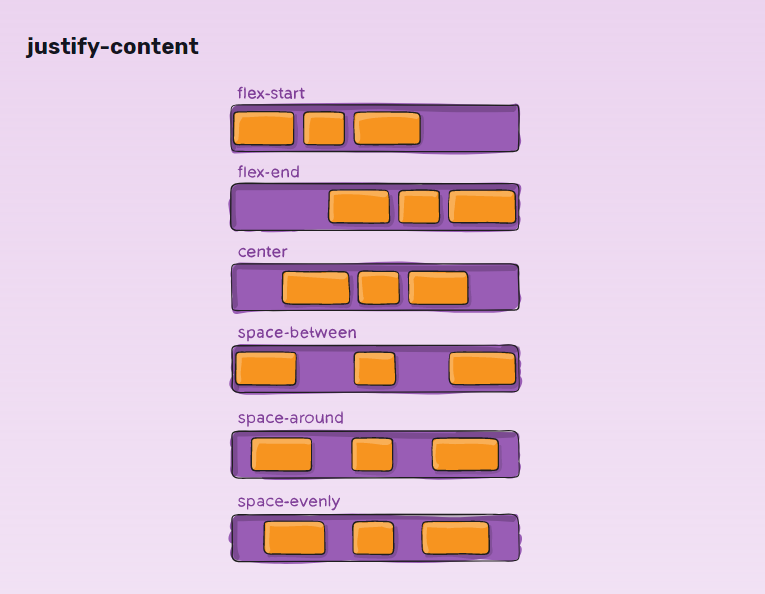 justify-content
flex-start
flex-end
center
space-between
space-around
space-evenly